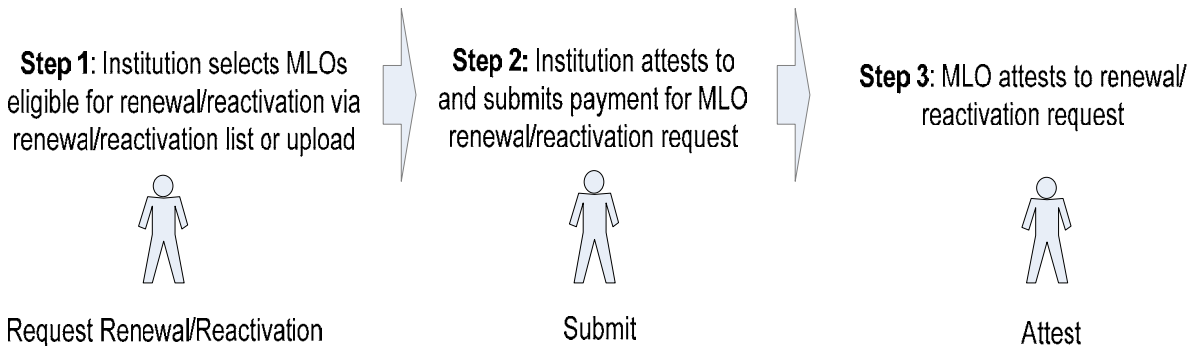 Step 1: Institution selects MLOs
eligible for renewal/reactivation via
renewal/reactivation list or upload
Step 2: Institution attests to
and submits payment for MLO
renewal/reactivation request
Step 3: MLO attests to renewal/
reactivation request
Request Renewal/Reactivation
Submit
Attest